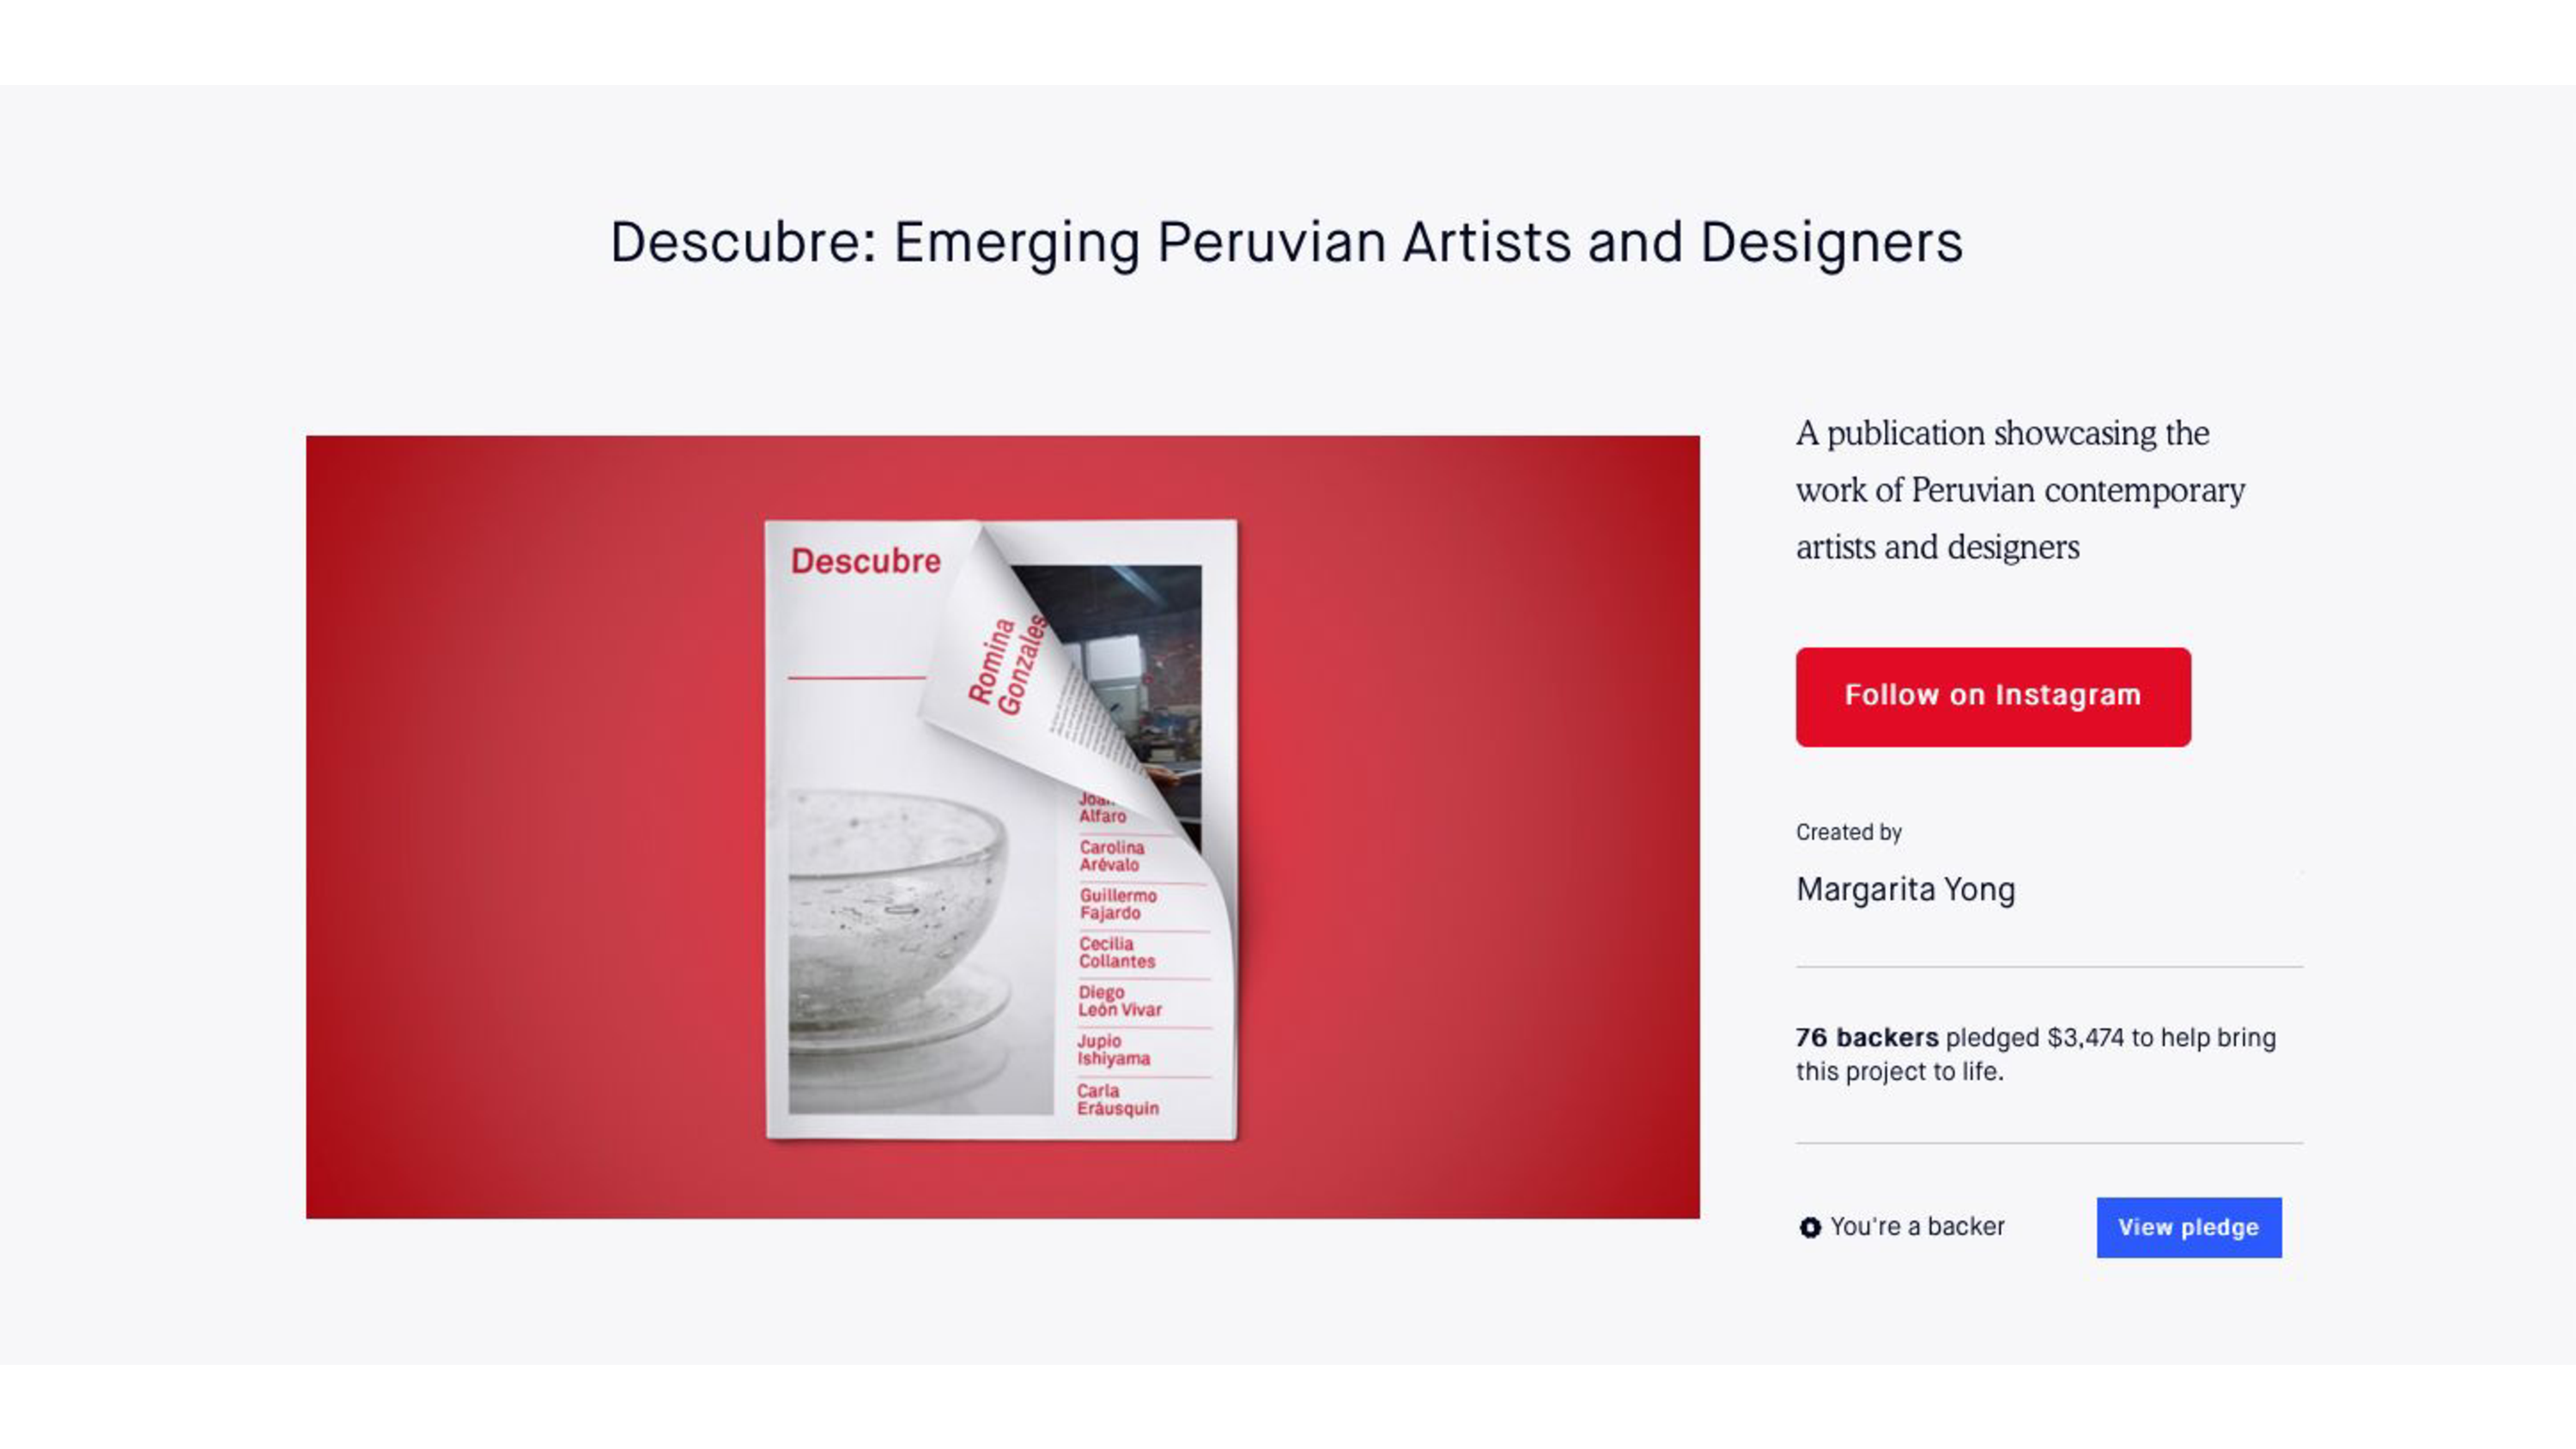 Descubre: Emerging Peruvian Artists and Designers
Descubre
Romina
Gonzales
Alfaro
Carolina
Arévalo
Guillermo
Fajardo
Cecilia
Collantes
Diego
León Vivar
Jupio
Ishiyama
Carla
Eráusquin
A publication showcasing the
work of Peruvian contemporary
artists and designers
Follow on Instagram
Created by
Margarita Yong
76 backers pledged $3,474 to help bring
this project to life.
You're a backer
View pledge